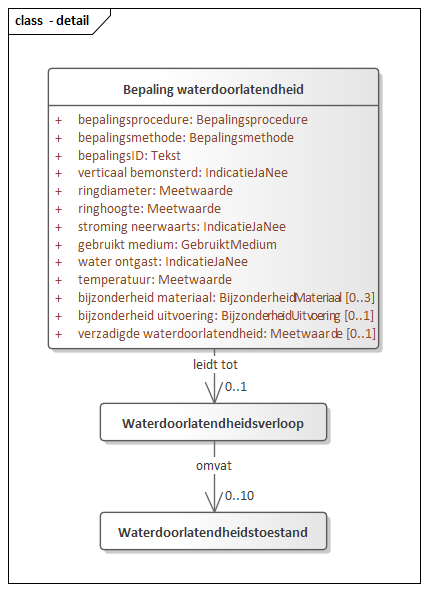 class - detail
Bepaling waterdoorlatendheid
+ bepalingsprocedure: Bepalingsprocedure
+ bepalingsmethode: Bepalingsmethode
+ bepalingsID: Tekst
+ verticaal bemonsterd: IndicatieJaNee
+ ringdiameter: Meetwaarde
+ ringhoogte: Meetwaarde
+ stroming neerwaarts: IndicatieJaNee
+ gebruikt medium: GebruiktMedium
+ water ontgast: IndicatieJaNee
+ temperatuur: Meetwaarde
+ bijzonderheid materiaal: BijzonderheidMateriaal [0..3]
+ bijzonderheid uitvoering: BijzonderheidUitvoering [0..1]
+ verzadigde waterdoorlatendheid: Meetwaarde [0..1]
leidt tot
0..1
Waterdoorlatendheidsverloop
omvat
0..10
Waterdoorlatendheidstoestand